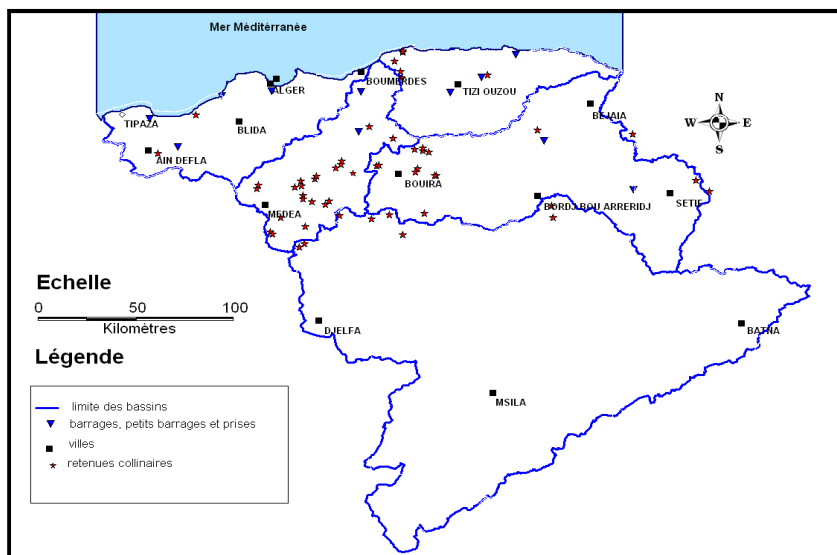 Mer Méditérranée
ALGER
BOUMERDES
TIZI OUZOU
BEJAIA
N
W E
S
TIPAZA
BLIDA
AIN DEFLA
BOUIRA
MEDEA
BORDJ BOU ARRERIDJ
SETIF
Echelle
0 50 100
Kilomètres
DJELFA
BATNA
Légende
MSILA
limite des bassins
barrages, petits barrages et prises
villes
retenues collinaires